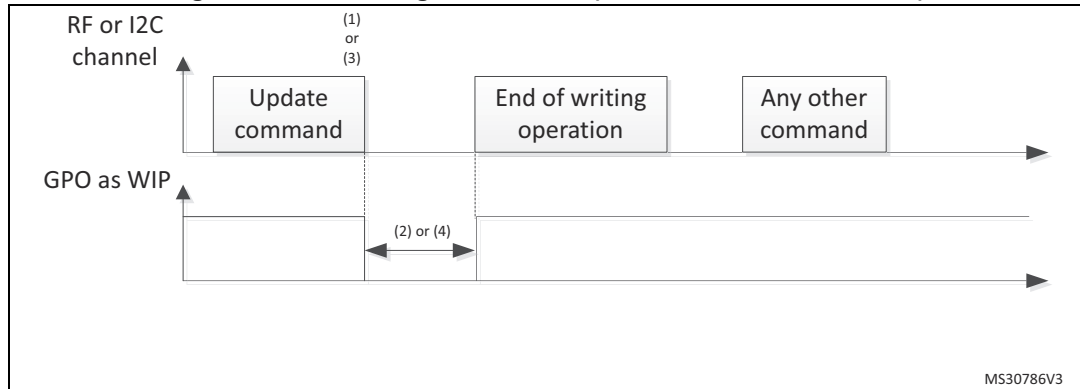 RF or I2C
channel
(1)
or
(3)
Update
command
End of writing
operation
Any other
command
GPO as WIP
(2) or (4)
MS30786V3